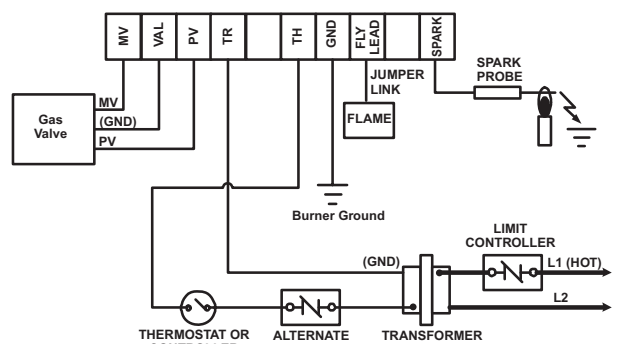 MV
VAL
PV
TR
TH
GND
FLY
LEAD
SPARK
SPARK
PROBE
JUMPER
LINK
FLAME
Gas
Valve
MV
(GND)
PV
Burner Ground
LIMIT
CONTROLLER
(GND)
L1 (HOT)
L2
THERMOSTAT OR
ALTERNATE
TRANSFORMER